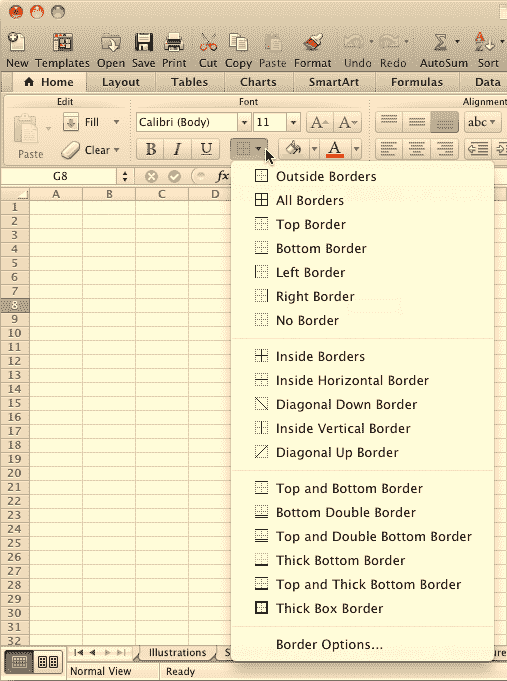 New Templates Open Save Print Cut Copy Paste Format Undo Redo AutoSum Sort
Home Layout Tables Charts SmartArt Formulas Data
Edit Font Alignment
Paste Fill Calibri (Body) 11 A A abc
Clear B I U A
G8 fx
A B C D
1
2
3
4
5
6
7
8
9
10
11
12
13
14
15
16
17
18
19
20
21
22
23
24
25
26
27
28
29
30
31
32
Outside Borders
All Borders
Top Border
Bottom Border
Left Border
Right Border
No Border
Inside Borders
Inside Horizontal Border
Diagonal Down Border
Inside Vertical Border
Diagonal Up Border
Top and Bottom Border
Bottom Double Border
Top and Double Bottom Border
Thick Bottom Border
Top and Thick Bottom Border
Thick Box Border
Border Options...
Illustrations
Normal View Ready